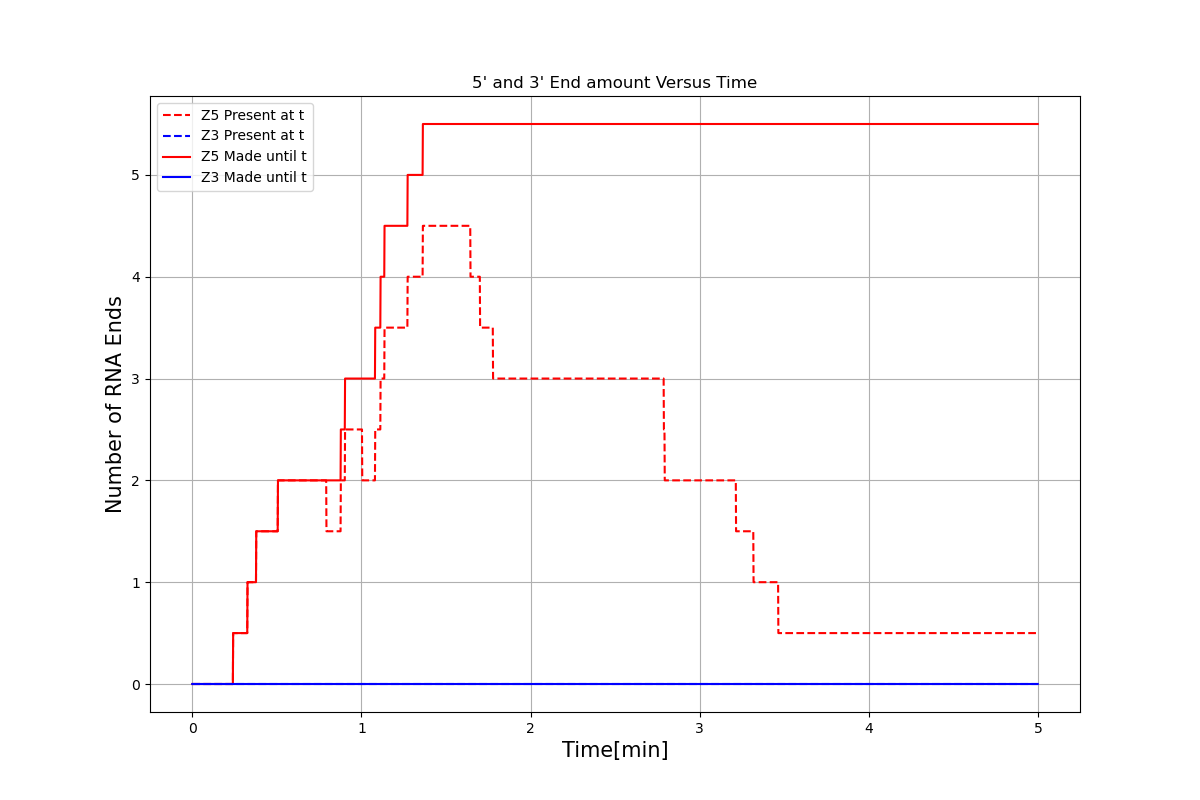 5' and 3' End amount Versus Time
Z5 Present at t
Z3 Present at t
Z5 Made until t
Z3 Made until t
Number of RNA Ends
5
4
3
2
1
0
0 1 2 3 4 5
Time[min]